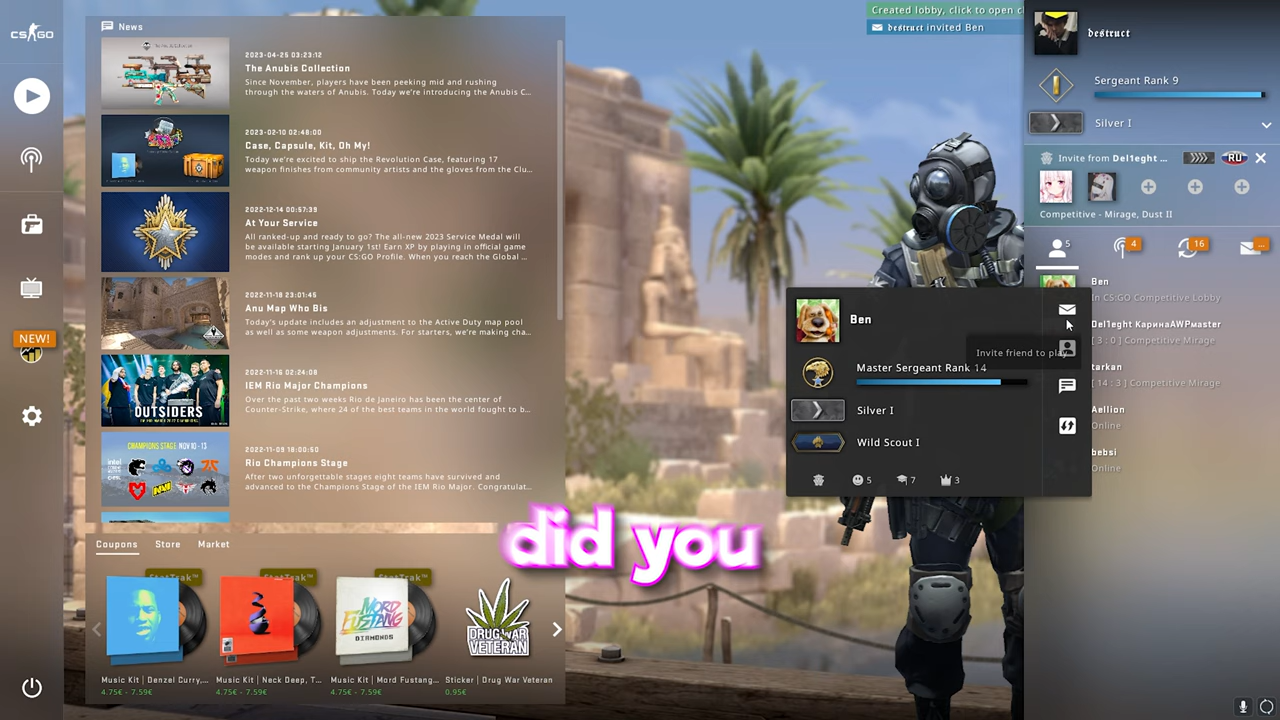 CS:GO
NEW!
News
2023-04-25 03:23:12
The Anubis Collection
Since November, players have been peeking mid and rushing
through the waters of Anubis. Today we're introducing the Anubis C...
2023-02-10 02:48:00
Case, Capsule, Kit, Oh My!
Today we're excited to ship the Revolution Case, featuring 17
weapon finishes from community artists and the gloves from the Clu...
2022-12-14 00:57:39
At Your Service
All ranked-up and ready to go? The all-new 2023 Service Medal will
be available starting January 1st! Earn XP by playing in official game
modes and rank up your CS:GO Profile. When you reach the Global ...
2022-11-18 23:01:45
Anu Map Who Bis
Today's update includes an adjustment to the Active Duty map pool
as well as some weapon adjustments. For starters, we're making cha...
OUTSIDERS
2022-11-16 02:24:08
IEM Rio Major Champions
Over the past two weeks Rio de Janeiro has been the center of
Counter-Strike, where 24 of the best teams in the world fought to b...
CHAMPIONS STAGE NOV 10 - 13
intel
2022-11-09 18:00:50
Rio Champions Stage
After two unforgettable stages eight teams have survived and
advanced to the Champions Stage of the IEM Rio Major. Congratulat...
Coupons Store Market
StatTrak™ StatTrak™ StatTrak™
MORD
FUSTANG
DIAMONDS
DRUG WAR
VETERAN
Music Kit | Denzel Curry,... Music Kit | Neck Deep, T... Music Kit | Mord Fustang... Sticker | Drug War Veteran
4.75€ - 7.59€ 4.75€ - 7.59€ 4.75€ - 7.59€ 0.95€
did you
Created lobby, click to open c
destruct invited Ben
destruct
Sergeant Rank 9
Silver I
Invite from Del1eght ... RU
Competitive - Mirage, Dust II
5 4 16 ...
Ben
In CS:GO Competitive Lobby
Del1eght КаринаAWPмаster
[ 3 : 0 ] Competitive Mirage
tarkan
[ 14 : 3 ] Competitive Mirage
Aellion
Online
bebsi
Online
Ben
Invite friend to play
Master Sergeant Rank 14
Silver I
Wild Scout I
5 7 3